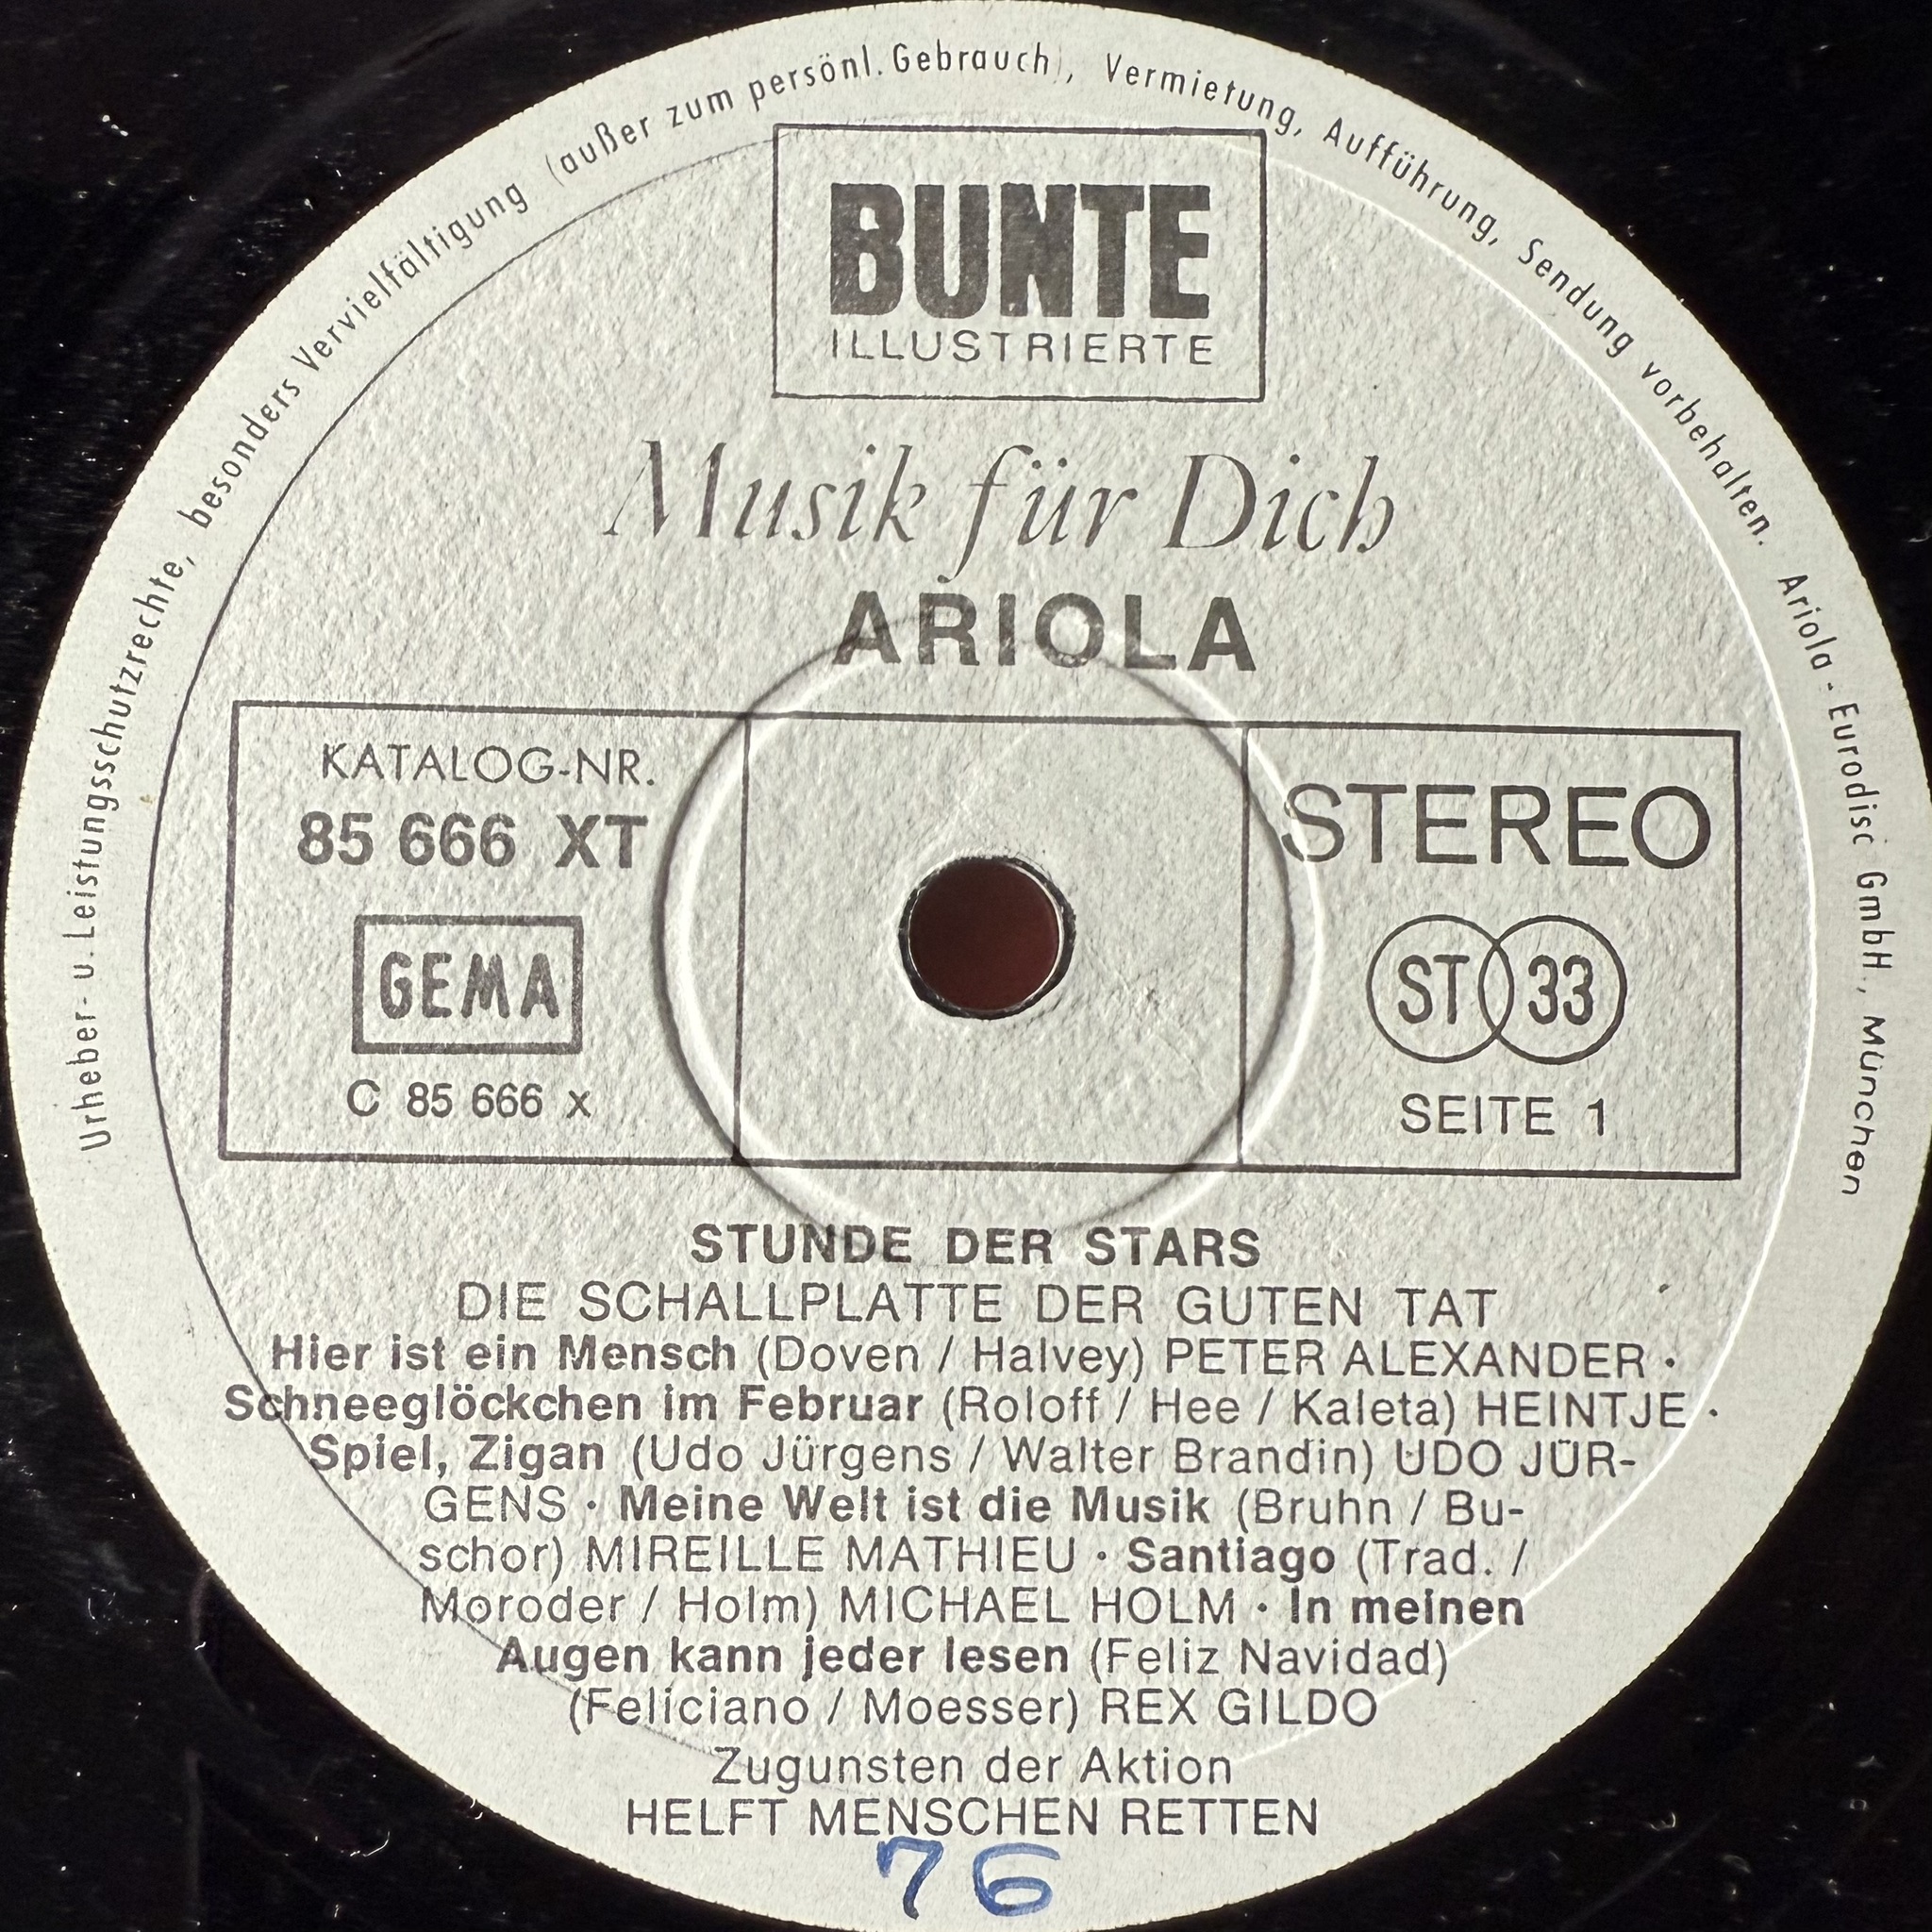 Urheber- u. Leistungsschutzrechte, besonders Vervielfältigung (außer zum persönl. Gebrauch), Vermietung, Aufführung, Sendung vorbehalten. Ariola - Eurodisc GmbH, München
BUNTE
ILLUSTRIERTE
Musik für Dich
ARIOLA
KATALOG-NR.
85 666 XT
GEMA
C 85 666 x
STEREO
ST 33
SEITE 1
STUNDE DER STARS
DIE SCHALLPLATTE DER GUTEN TAT
Hier ist ein Mensch (Doven / Halvey) PETER ALEXANDER ·
Schneeglöckchen im Februar (Roloff / Hee / Kaleta) HEINTJE ·
Spiel, Zigan (Udo Jürgens / Walter Brandin) UDO JÜR-
GENS · Meine Welt ist die Musik (Bruhn / Bu-
schor) MIREILLE MATHIEU · Santiago (Trad. /
Moroder / Holm) MICHAEL HOLM · In meinen
Augen kann jeder lesen (Feliz Navidad)
(Feliciano / Moesser) REX GILDO
Zugunsten der Aktion
HELFT MENSCHEN RETTEN
76